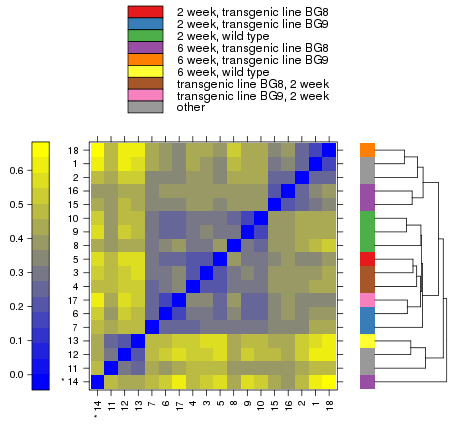 2 week, transgenic line BG8
2 week, transgenic line BG9
2 week, wild type
6 week, transgenic line BG8
6 week, transgenic line BG9
6 week, wild type
transgenic line BG8, 2 week
transgenic line BG9, 2 week
other
0.6
0.5
0.4
0.3
0.2
0.1
0.0
18
1
2
16
15
10
9
8
5
3
4
17
6
7
13
12
11
* 14
* 14 11 12 13 7 6 17 4 3 5 8 9 10 15 16 2 1 18